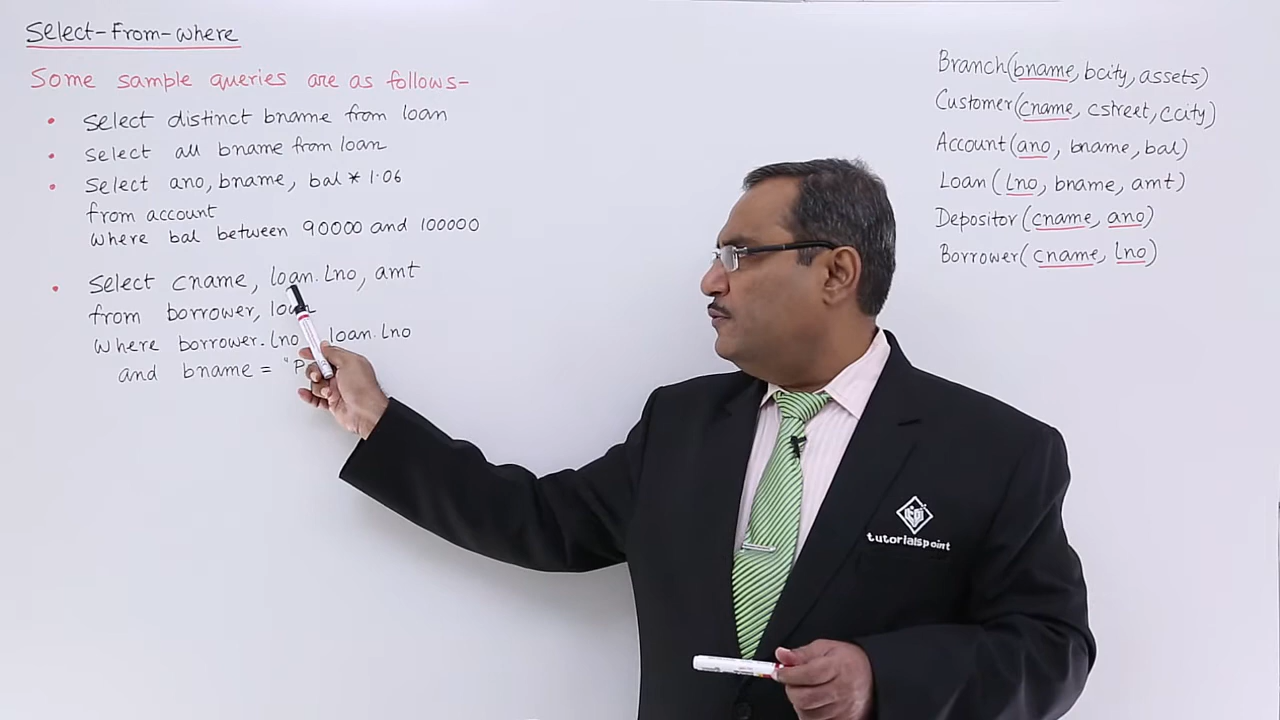 Select-From-where
Some sample queries are as follows-
• Select distinct bname from loan
• Select all bname from loan
• Select ano, bname, bal * 1.06
from account
where bal between 90000 and 100000
• Select cname, loan.lno, amt
from borrower, loan
where borrower.lno loan.lno
and bname = "P
Branch(bname, bcity, assets)
Customer(cname, cstreet, ccity)
Account(ano, bname, bal)
Loan (lno, bname, amt)
Depositor(cname, ano)
Borrower(cname, lno)
tutorialspoint